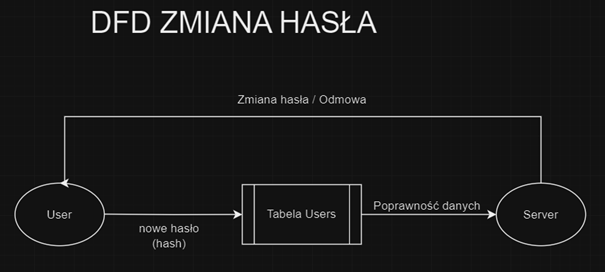 DFD ZMIANA HASŁA
Zmiana hasła / Odmowa
User
nowe hasło
(hash)
Tabela Users
Poprawność danych
Server